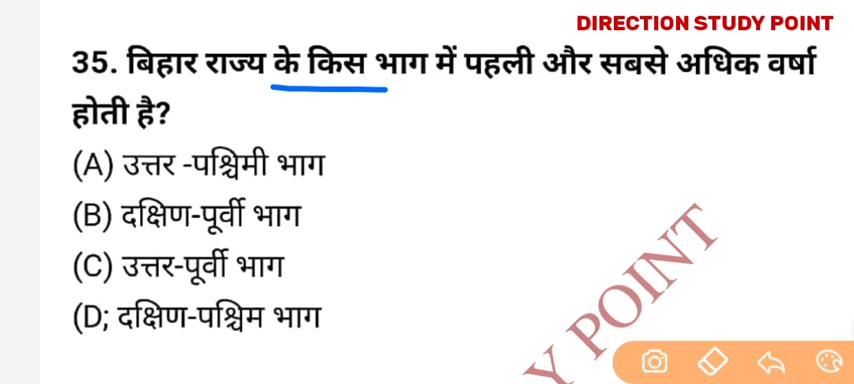 DIRECTION STUDY POINT
35. बिहार राज्य के किस भाग में पहली और सबसे अधिक वर्षा
होती है?
(A) उत्तर -पश्चिमी भाग
(B) दक्षिण-पूर्वी भाग
(C) उत्तर-पूर्वी भाग
(D; दक्षिण-पश्चिम भाग
Y POINT